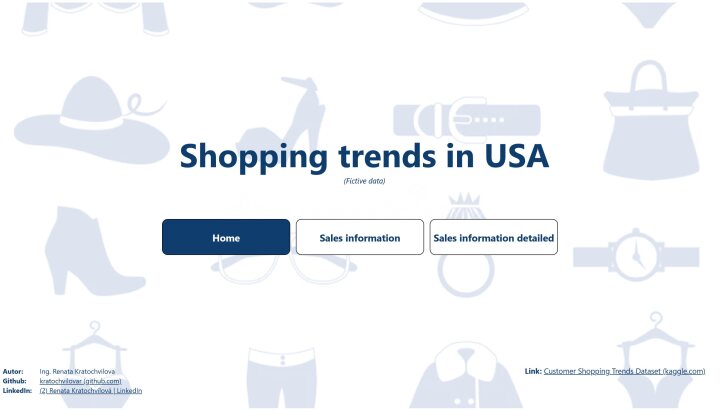 Shopping trends in USA
(Fictive data)
Home
Sales information
Sales information detailed
Autor: Ing. Renata Kratochvilova
Github: kratochvilovar (github.com)
LinkedIn: (2) Renata Kratochvílová | LinkedIn
Link: Customer Shopping Trends Dataset (kaggle.com)